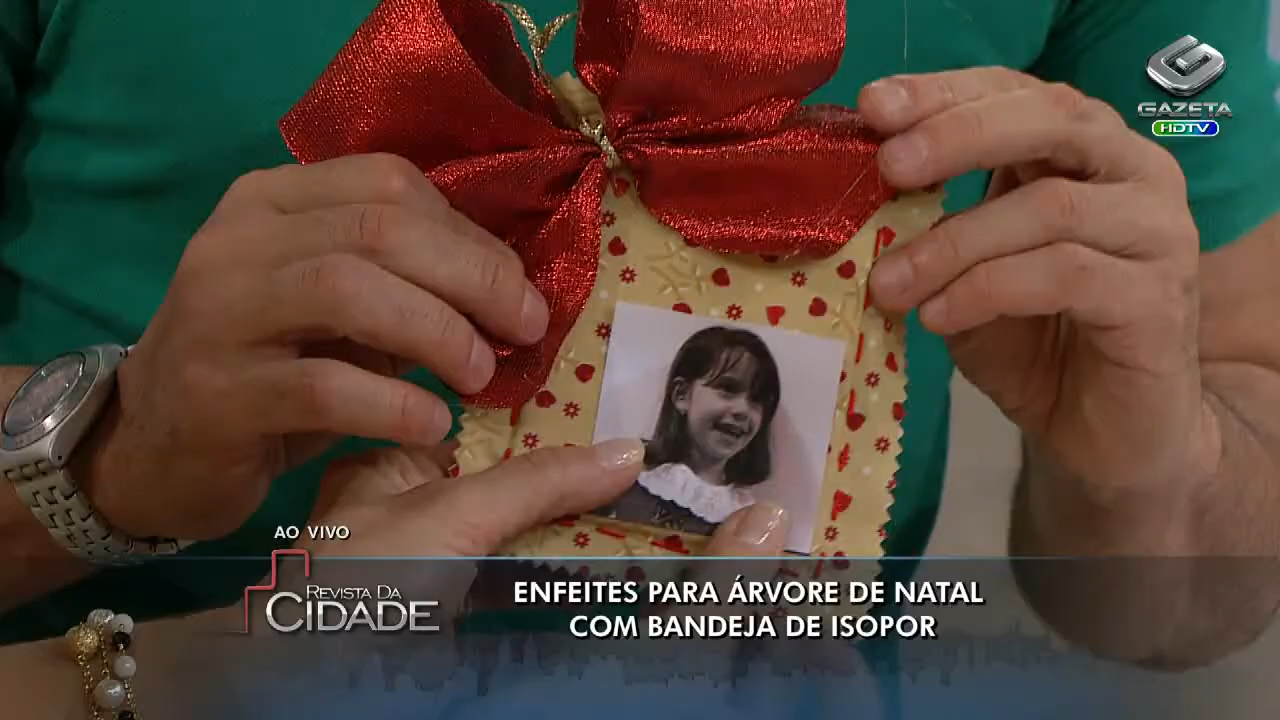 GAZETA
HDTV
AO VIVO
REVISTA DA
CIDADE
ENFEITES PARA ÁRVORE DE NATAL
COM BANDEJA DE ISOPOR